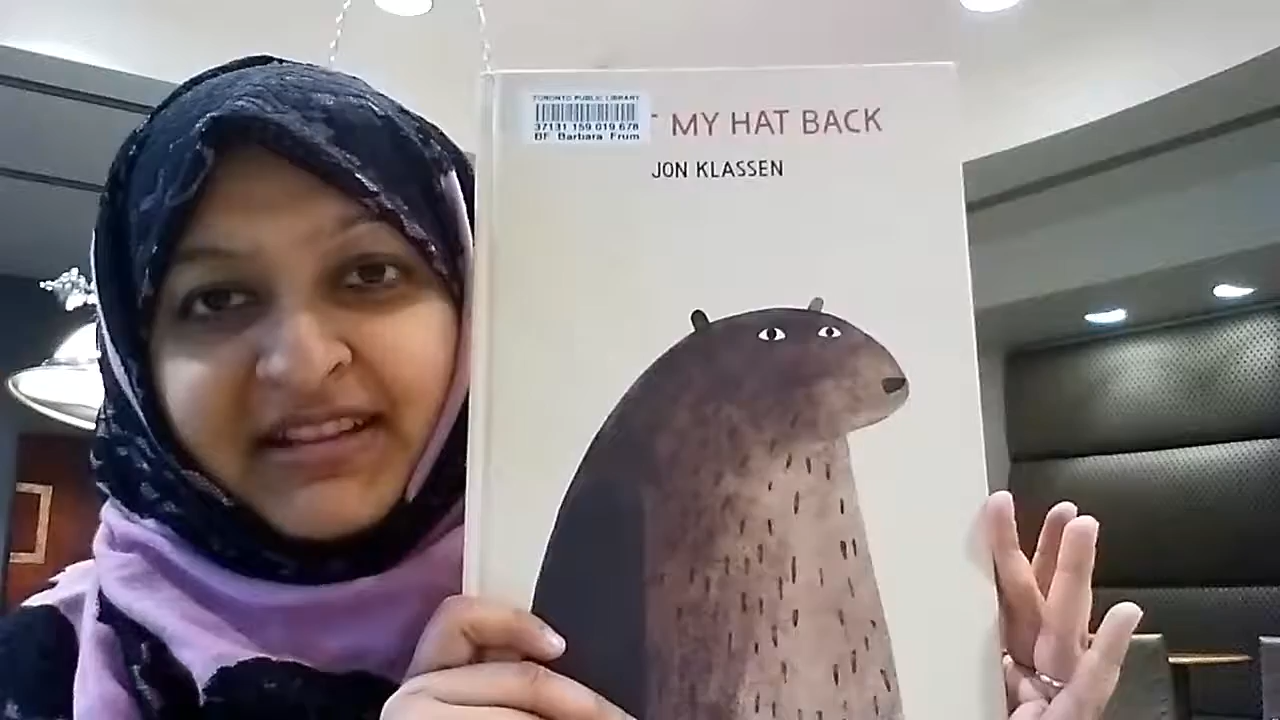 TORONTO PUBLIC LIBRARY
37131 159 019 678
BF Barbara Frum
T MY HAT BACK
JON KLASSEN